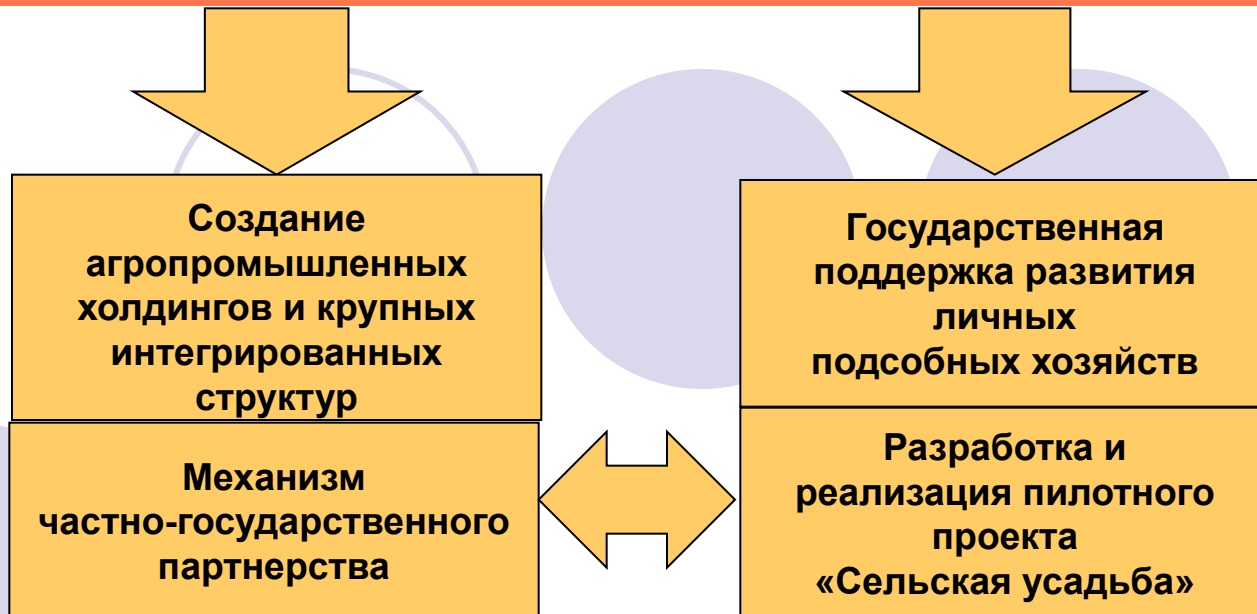 Создание
агропромышленных
холдингов и крупных
интегрированных
структур
Механизм
частно-государственного
партнерства
Государственная
поддержка развития
личных
подсобных хозяйств
Разработка и
реализация пилотного
проекта
«Сельская усадьба»